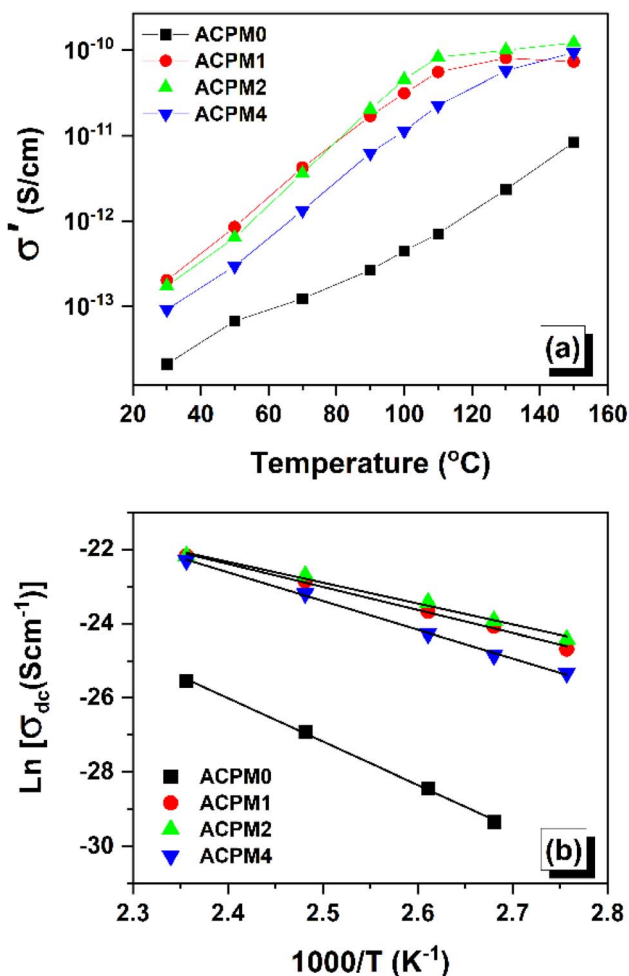 ACPM0
ACPM1
ACPM2
ACPM4
10⁻¹⁰
10⁻¹¹
10⁻¹²
10⁻¹³
σ' (S/cm)
(a)
20 40 60 80 100 120 140 160
Temperature (°C)
-22
-24
-26
-28
-30
Ln [σdc(Scm⁻¹)]
ACPM0
ACPM1
ACPM2
ACPM4
(b)
2.3 2.4 2.5 2.6 2.7 2.8
1000/T (K⁻¹)